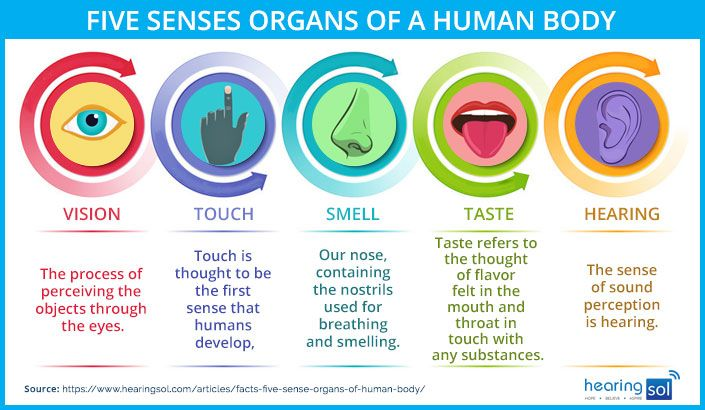 FIVE SENSES ORGANS OF A HUMAN BODY
VISION
The process of
perceiving the
objects through
the eyes.
TOUCH
Touch is
thought to be
the first
sense that
humans
develop,
SMELL
Our nose,
containing
the nostrils
used for
breathing
and smelling.
TASTE
Taste refers to
the thought
of flavor
felt in the
mouth and
throat in
touch with
any substances.
HEARING
The sense
of sound
perception
is hearing.
Source: https://www.hearingsol.com/articles/facts-five-sense-organs-of-human-body/
hearing sol
HOPE • BELIEVE • ASPIRE